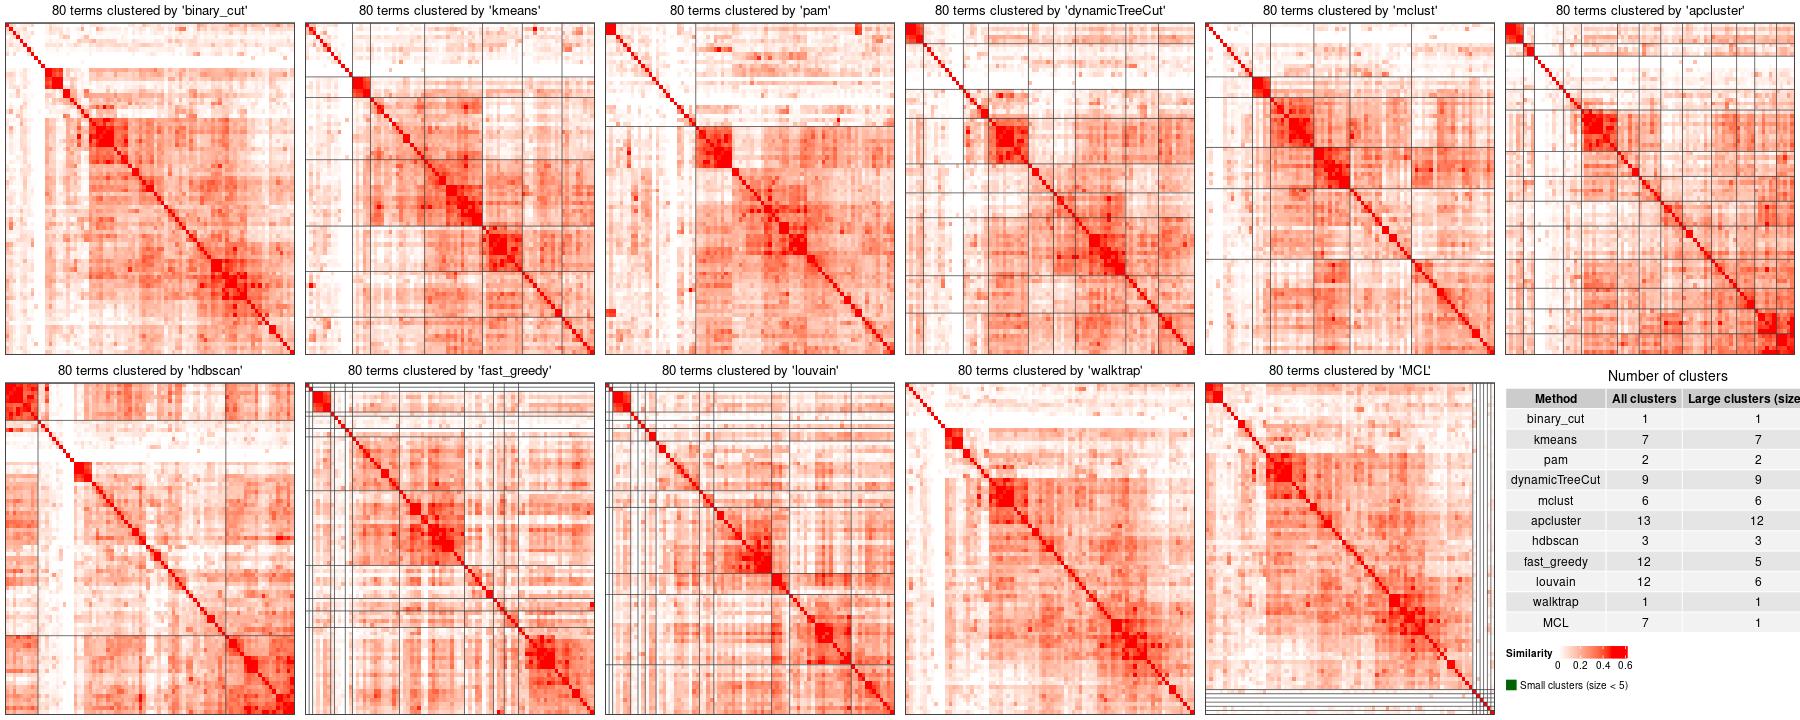 80 terms clustered by 'binary_cut'
80 terms clustered by 'kmeans'
80 terms clustered by 'pam'
80 terms clustered by 'dynamicTreeCut'
80 terms clustered by 'mclust'
80 terms clustered by 'apcluster'
80 terms clustered by 'hdbscan'
80 terms clustered by 'fast_greedy'
80 terms clustered by 'louvain'
80 terms clustered by 'walktrap'
80 terms clustered by 'MCL'
Number of clusters
Method All clusters Large clusters (size
binary_cut 1 1
kmeans 7 7
pam 2 2
dynamicTreeCut 9 9
mclust 6 6
apcluster 13 12
hdbscan 3 3
fast_greedy 12 5
louvain 12 6
walktrap 1 1
MCL 7 1
Similarity
0 0.2 0.4 0.6
Small clusters (size < 5)